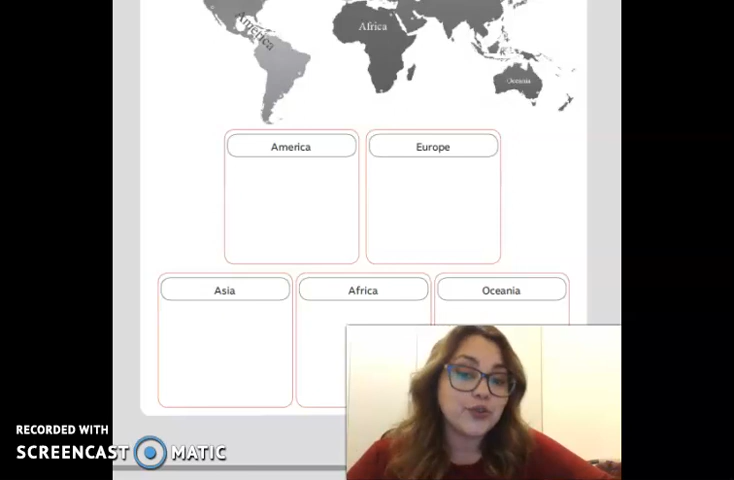 America
Africa
Oceania
America
Europe
Asia
Africa
Oceania
RECORDED WITH
SCREENCAST MATIC